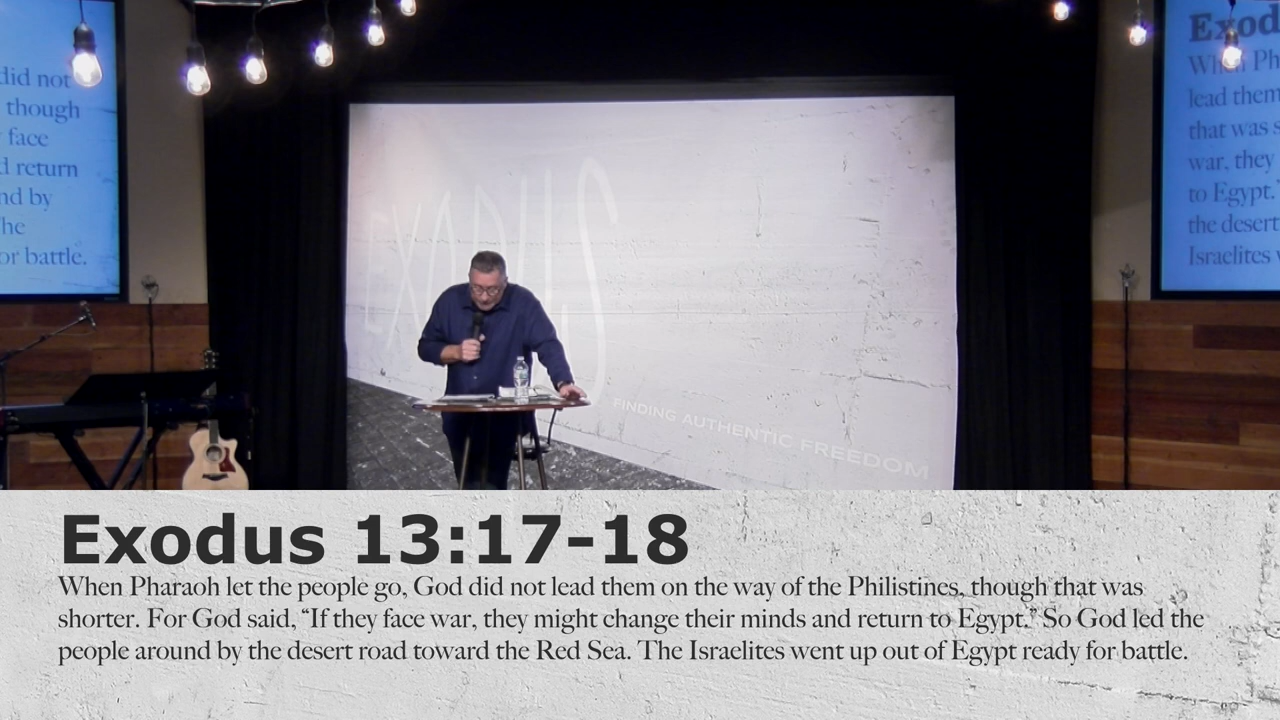 did not
though
face
return
nd by
he
or battle.
Exod
When Ph
lead them
that was s
war, they
to Egypt.
the desert
Israelites
EXODUS
FINDING AUTHENTIC FREEDOM
Exodus 13:17-18
When Pharaoh let the people go, God did not lead them on the way of the Philistines, though that was
shorter. For God said, “If they face war, they might change their minds and return to Egypt.” So God led the
people around by the desert road toward the Red Sea. The Israelites went up out of Egypt ready for battle.